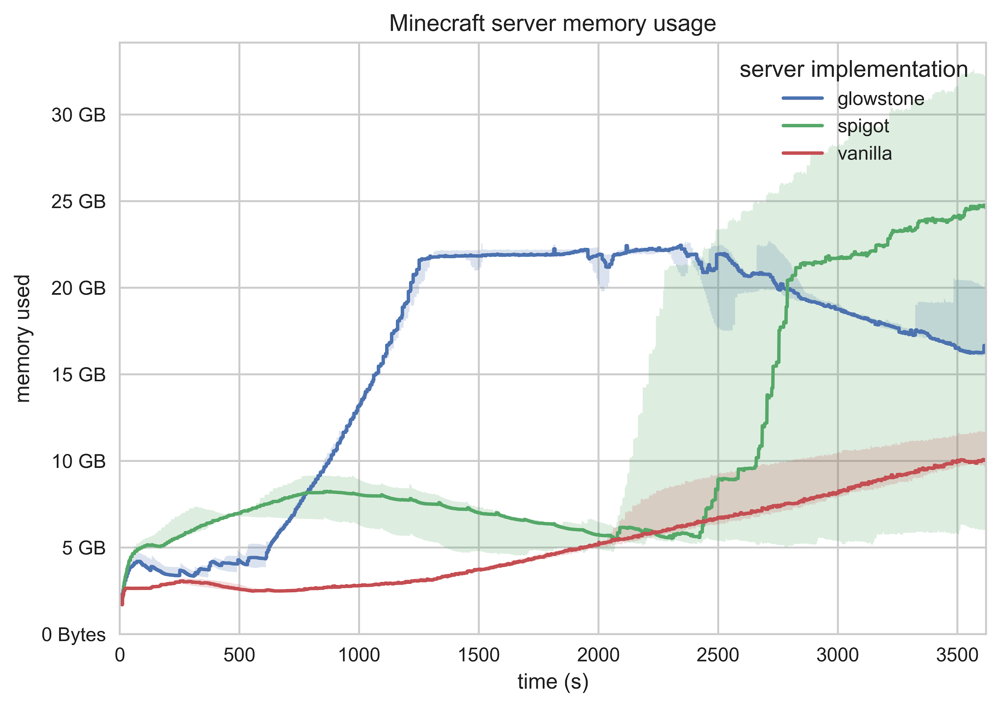 Minecraft server memory usage
server implementation
glowstone
spigot
vanilla
memory used
30 GB
25 GB
20 GB
15 GB
10 GB
5 GB
0 Bytes
0 500 1000 1500 2000 2500 3000 3500
time (s)